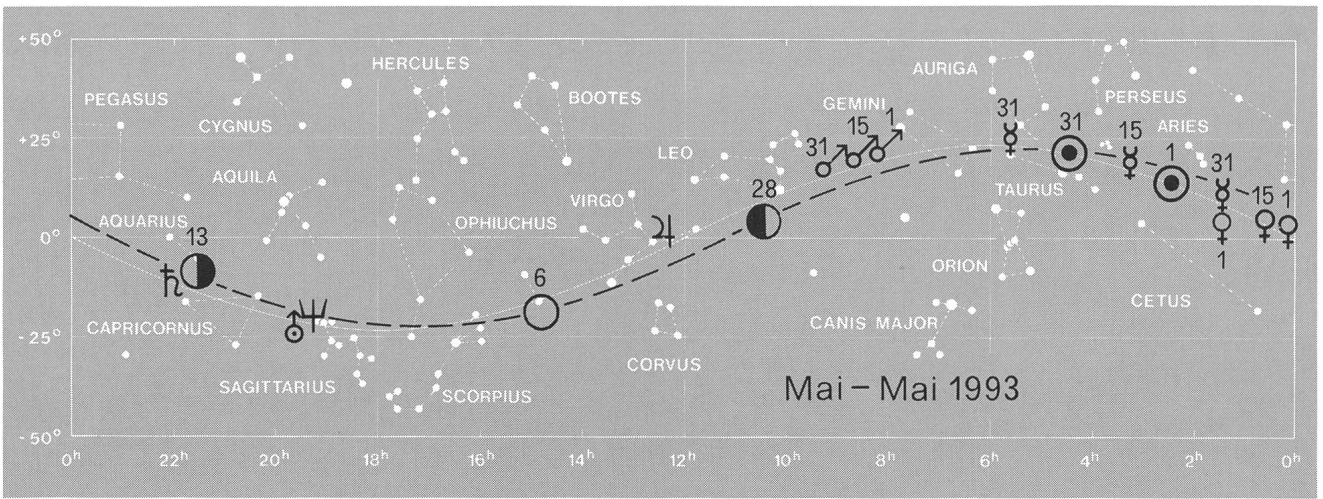 +50°
HERCULES
AURIGA
PEGASUS
CYGNUS
BOOTES
GEMINI
PERSEUS
+25°
31
15
1
31
31
15
ARIES
LEO
1
31
AQUILA
28
TAURUS
15
1
AQUARIUS
OPHIUCHUS
VIRGO
13
0°
1
6
ORION
CETUS
CAPRICORNUS
CANIS MAJOR
-25°
CORVUS
SAGITTARIUS
SCORPIUS
Mai – Mai 1993
-50°
0h 22h 20h 18h 16h 14h 12h 10h 8h 6h 4h 2h 0h